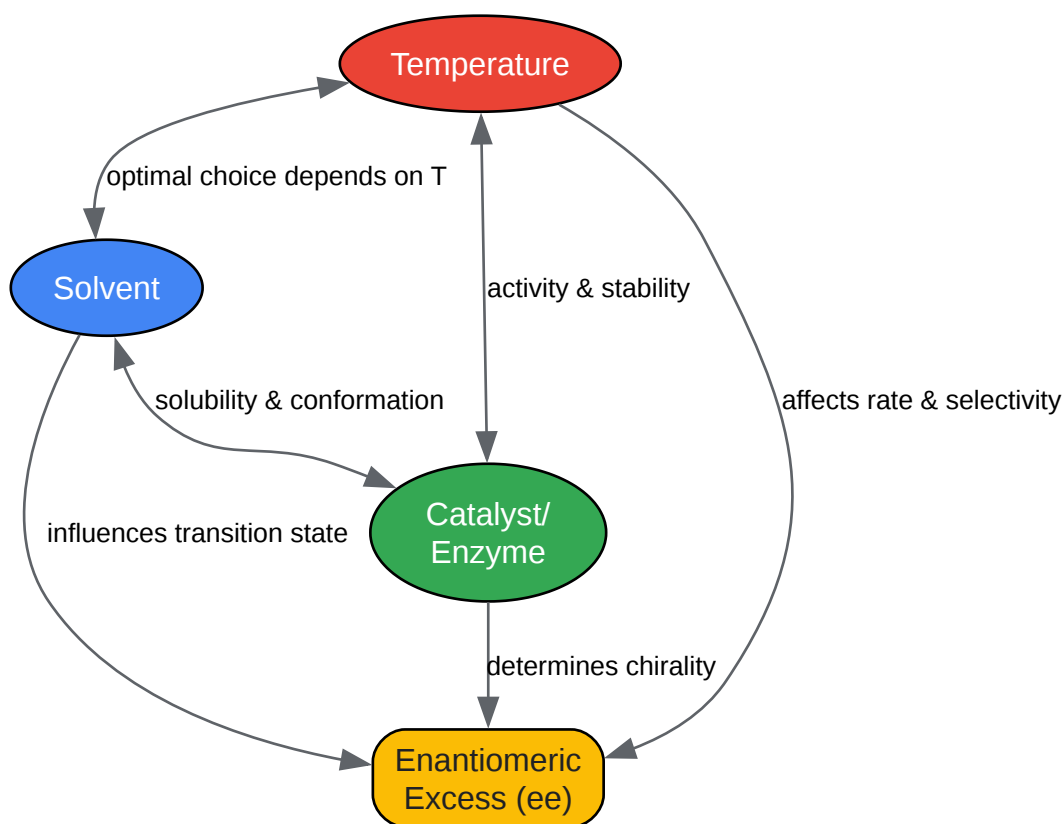 Temperature
optimal choice depends on T
Solvent
activity & stability
solubility & conformation
affects rate & selectivity
Catalyst/
Enzyme
influences transition state
determines chirality
Enantiomeric
Excess (ee)